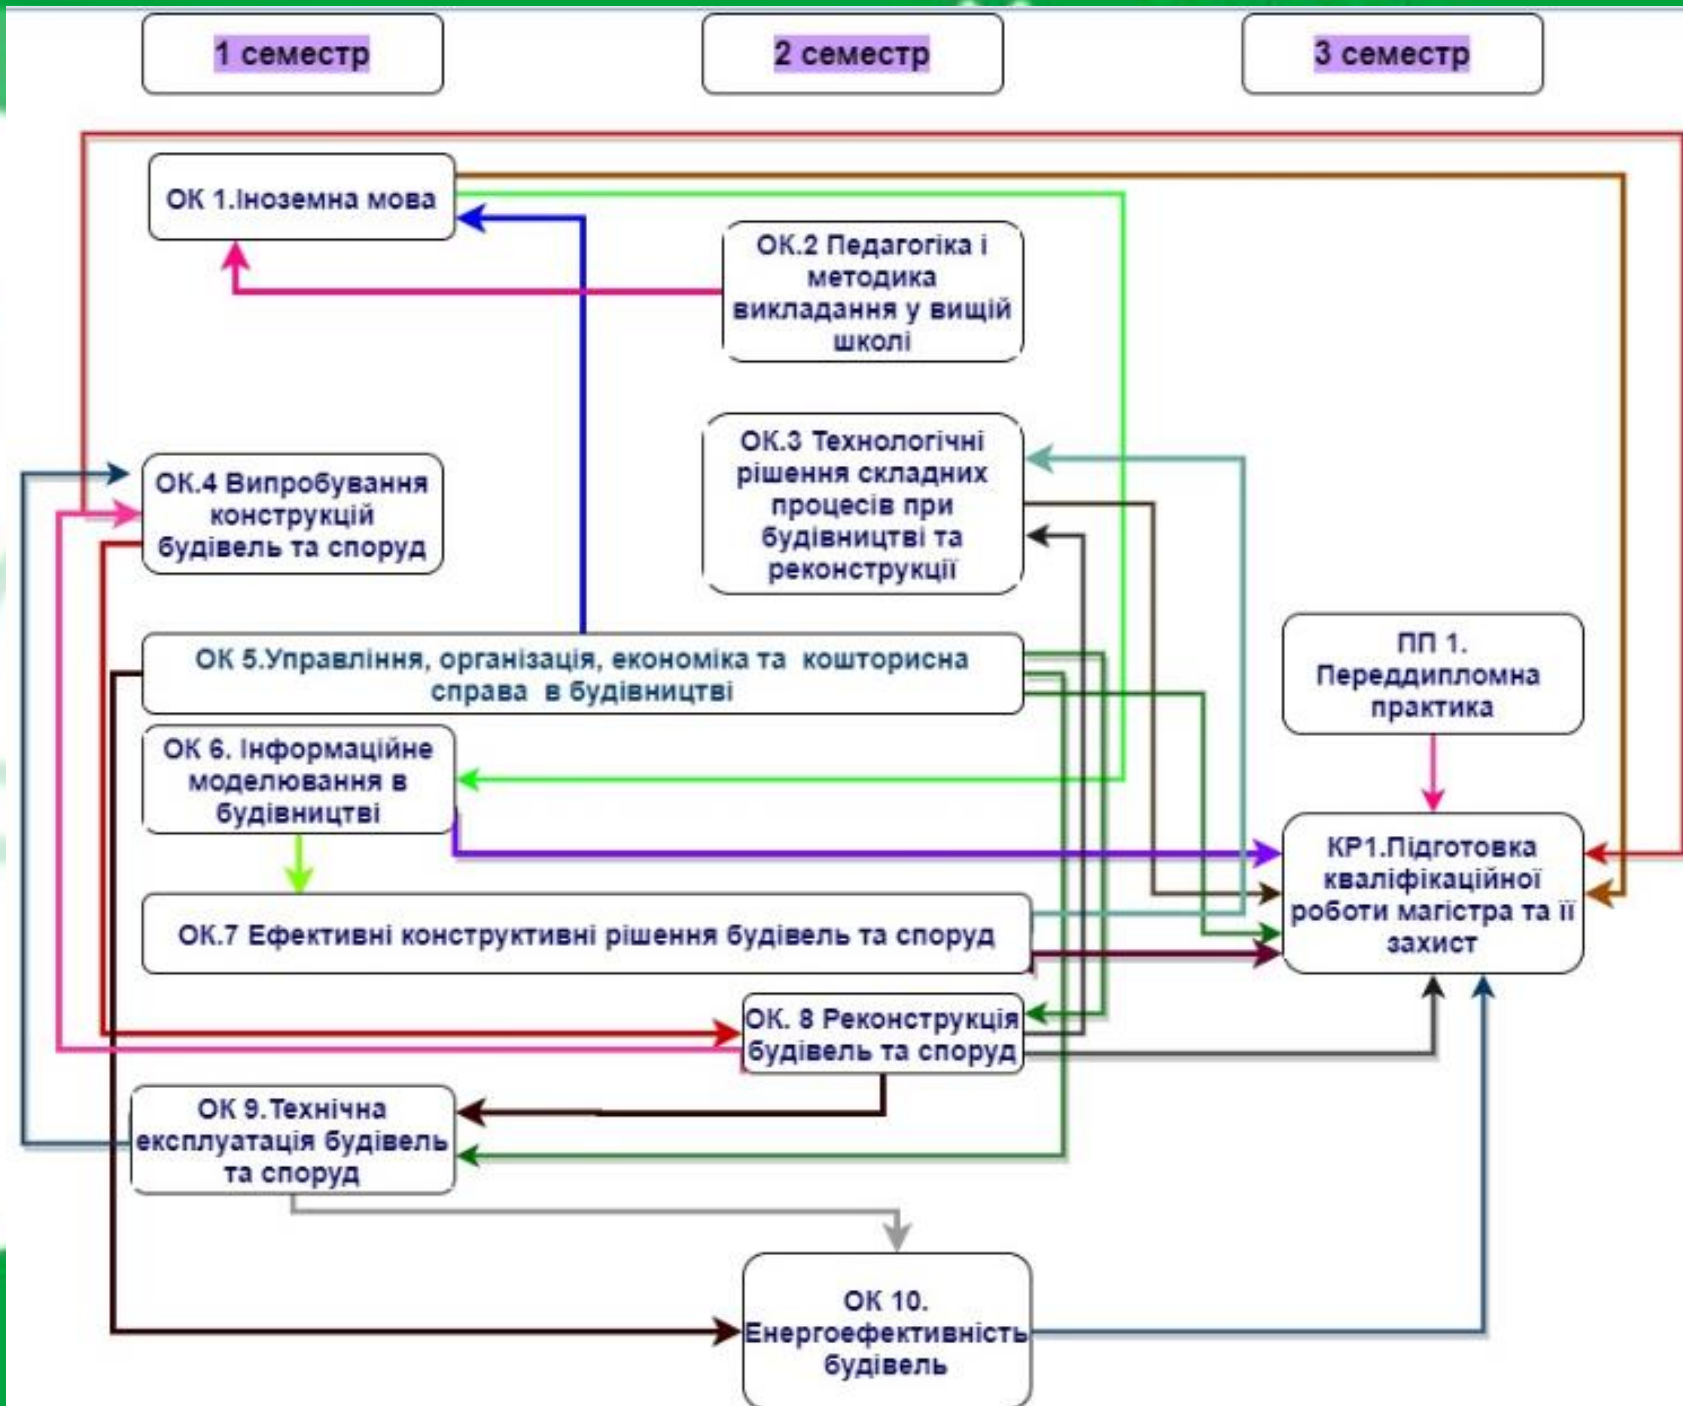 1 семестр
2 семестр
3 семестр
ОК 1.Іноземна мова
ОК.2 Педагогіка і
методика
викладання у вищій
школі
ОК.3 Технологічні
рішення складних
процесів при
будівництві та
реконструкції
ОК.4 Випробування
конструкцій
будівель та споруд
ОК 5.Управління, організація, економіка та кошторисна
справа в будівництві
ПП 1.
Переддипломна
практика
ОК 6. Інформаційне
моделювання в
будівництві
КР1.Підготовка
кваліфікаційної
роботи магістра та її
захист
ОК.7 Ефективні конструктивні рішення будівель та споруд
ОК. 8 Реконструкція
будівель та споруд
ОК 9.Технічна
експлуатація будівель
та споруд
ОК 10.
Енергоефективність
будівель